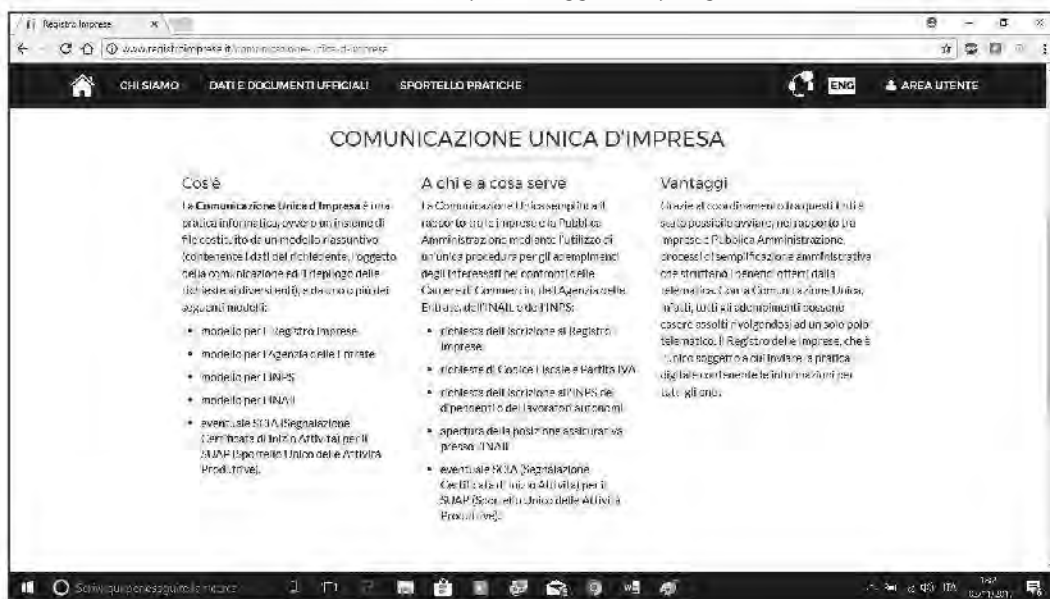 Registro Imprese
www.registroimprese.it/comunicazione-unica-d-impresa
CHI SIAMO DATI E DOCUMENTI UFFICIALI SPORTELLO PRATICHE ENG AREA UTENTE
COMUNICAZIONE UNICA D'IMPRESA
Cos'è
La Comunicazione Unica d'Impresa è una
pratica informatica, ovvero un insieme di
file costituito da un modello riassuntivo
(contenente i dati del richiedente, l'oggetto
della comunicazione ed il riepilogo delle
richieste ai diversi enti), e da uno o più dei
seguenti modelli:
• modello per il Registro Imprese
• modello per l'Agenzia delle Entrate
• modello per l'INPS
• modello per l'INAIL
• eventuale SCIA (Segnalazione
Certificata di Inizio Attività) per il
SUAP (Sportello Unico delle Attività
Produttive).
A chi e a cosa serve
La Comunicazione Unica semplifica il
rapporto tra le imprese e la Pubblica
Amministrazione mediante l'utilizzo di
un'unica procedura per gli adempimenti
degli interessati nei confronti delle
Camere di Commercio, dell'Agenzia delle
Entrate, dell'INAIL e dell'INPS:
• richiesta dell'iscrizione al Registro
Imprese
• richiesta di Codice Fiscale e Partita IVA
• richiesta dell'iscrizione all'INPS dei
dipendenti o dei lavoratori autonomi
• apertura della posizione assicurativa
presso l'INAIL
• eventuale SCIA (Segnalazione
Certificata di Inizio Attività) per il
SUAP (Sportello Unico delle Attività
Produttive).
Vantaggi
Grazie al coordinamento tra questi Enti è
stato possibile avviare, nel rapporto tra
Imprese e Pubblica Amministrazione,
processi di semplificazione amministrativa
che sfruttano i benefici offerti dalla
telematica. Con la Comunicazione Unica,
infatti, tutti gli adempimenti possono
essere assolti rivolgendosi ad un solo polo
telematico. Il Registro delle Imprese, che è
l'unico soggetto a cui inviare la pratica
digitale contenente le informazioni per
tutti gli enti.
Scrivi qui per eseguire la ricerca ITA